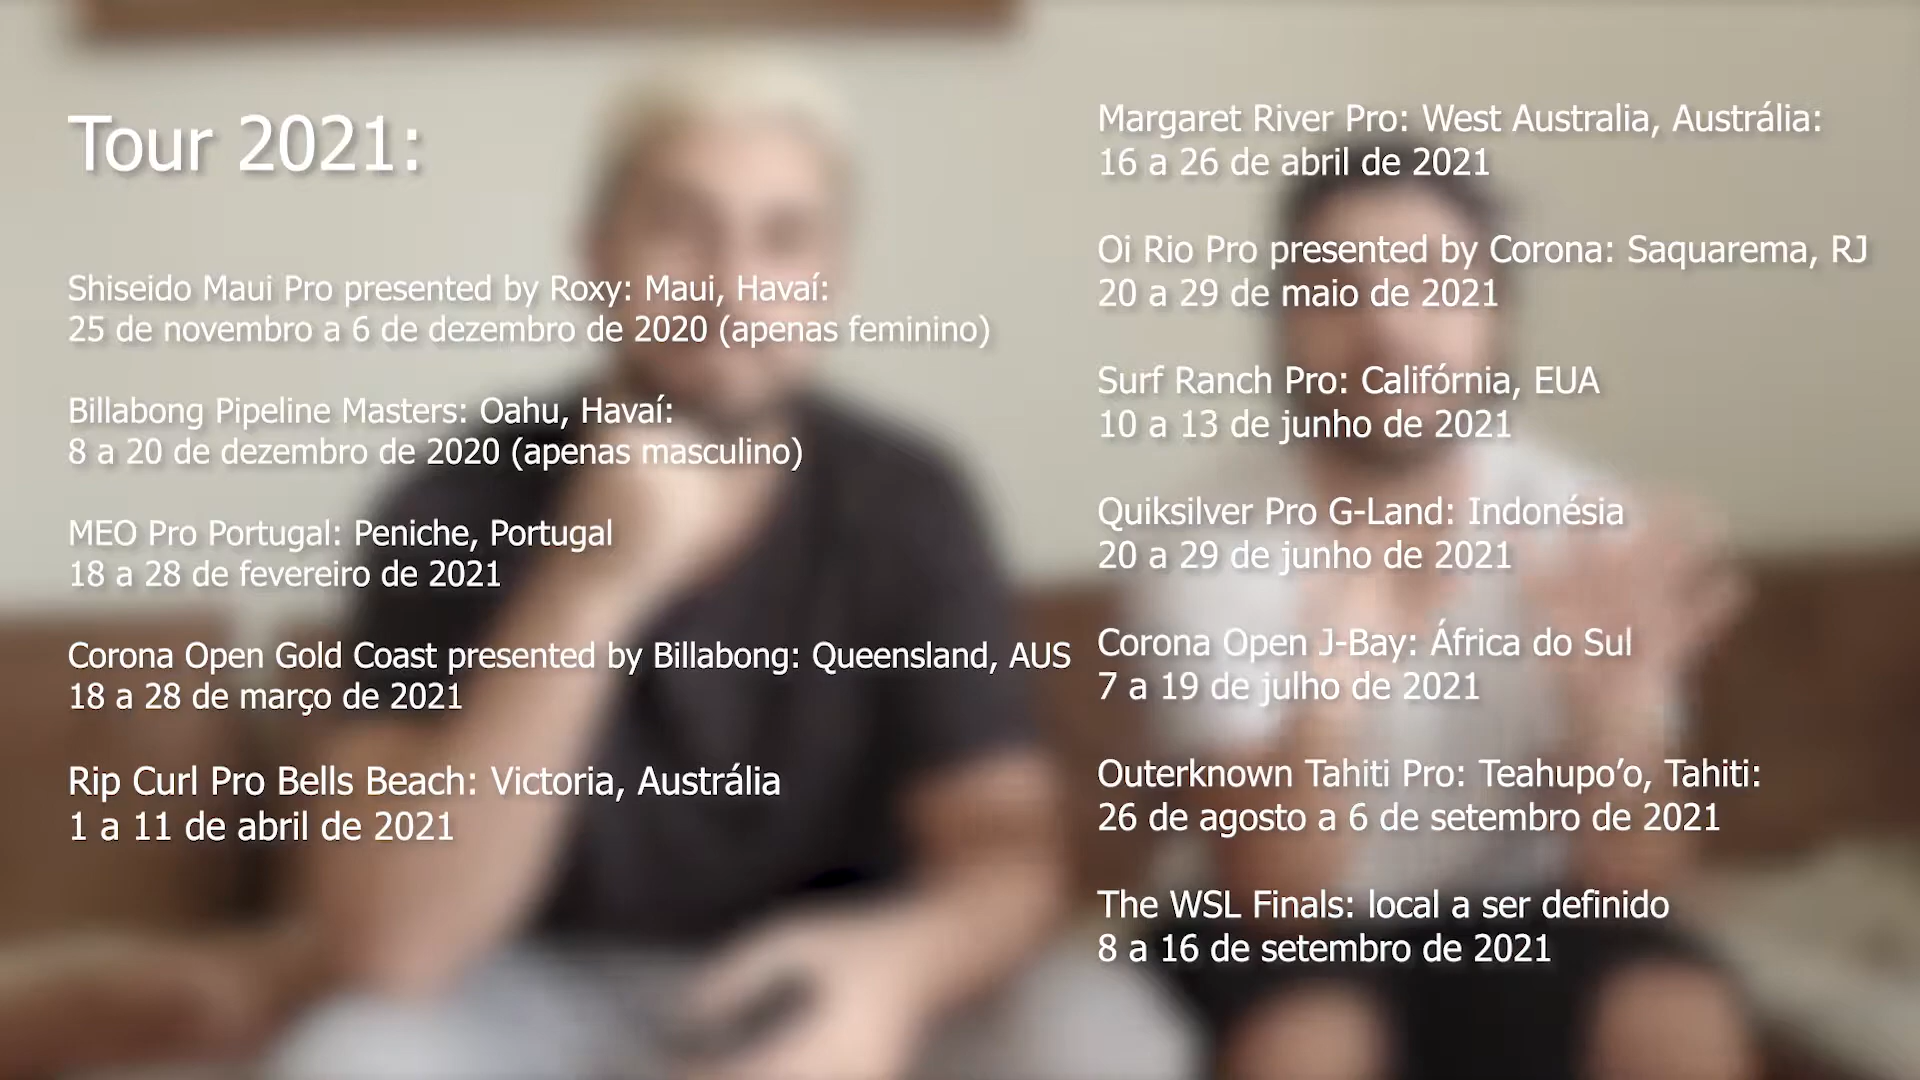 Tour 2021:
Shiseido Maui Pro presented by Roxy: Maui, Havaí:
25 de novembro a 6 de dezembro de 2020 (apenas feminino)
Billabong Pipeline Masters: Oahu, Havaí:
8 a 20 de dezembro de 2020 (apenas masculino)
MEO Pro Portugal: Peniche, Portugal
18 a 28 de fevereiro de 2021
Corona Open Gold Coast presented by Billabong: Queensland, AUS
18 a 28 de março de 2021
Rip Curl Pro Bells Beach: Victoria, Austrália
1 a 11 de abril de 2021
Margaret River Pro: West Australia, Austrália:
16 a 26 de abril de 2021
Oi Rio Pro presented by Corona: Saquarema, RJ
20 a 29 de maio de 2021
Surf Ranch Pro: Califórnia, EUA
10 a 13 de junho de 2021
Quiksilver Pro G-Land: Indonésia
20 a 29 de junho de 2021
Corona Open J-Bay: África do Sul
7 a 19 de julho de 2021
Outerknown Tahiti Pro: Teahupo’o, Tahiti:
26 de agosto a 6 de setembro de 2021
The WSL Finals: local a ser definido
8 a 16 de setembro de 2021